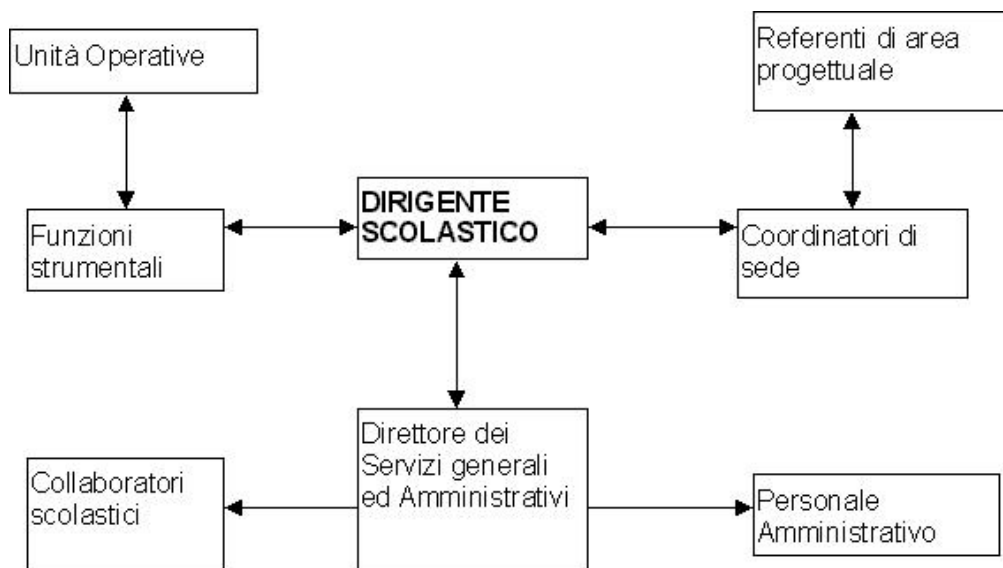 Unità Operative
Referenti di area
progettuale
Funzioni
strumentali
DIRIGENTE
SCOLASTICO
Coordinatori di
sede
Collaboratori
scolastici
Direttore dei
Servizi generali
ed Amministrativi
Personale
Amministrativo